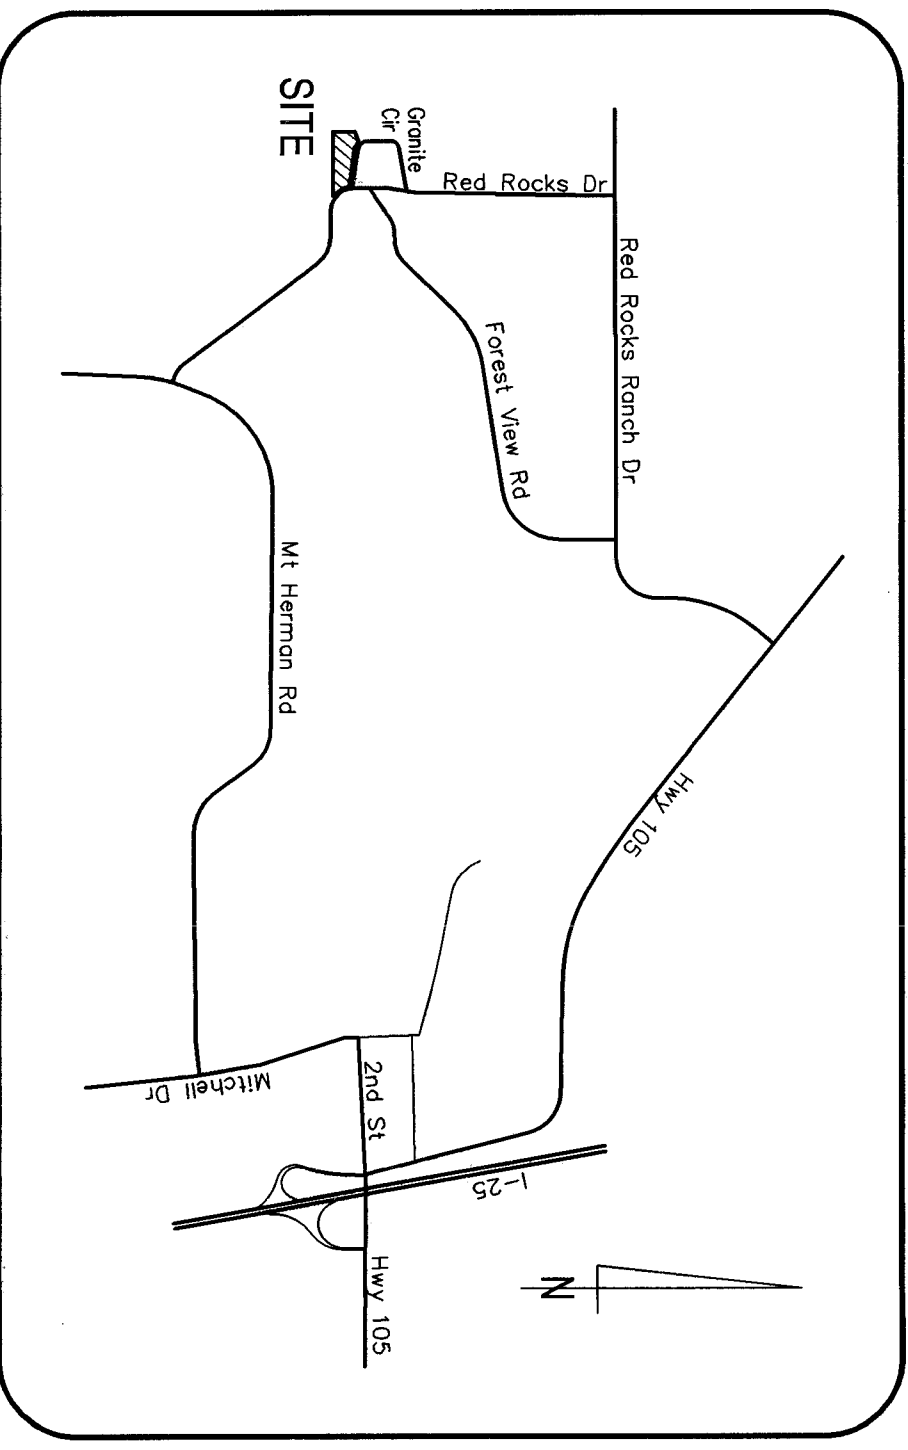 SITE
Granite
Cir
Red Rocks Dr
Red Rocks Ranch Dr
Forest View Rd
Mt Herman Rd
Hwy 105
Mitchell Dr
2nd St
I-25
Hwy 105
N